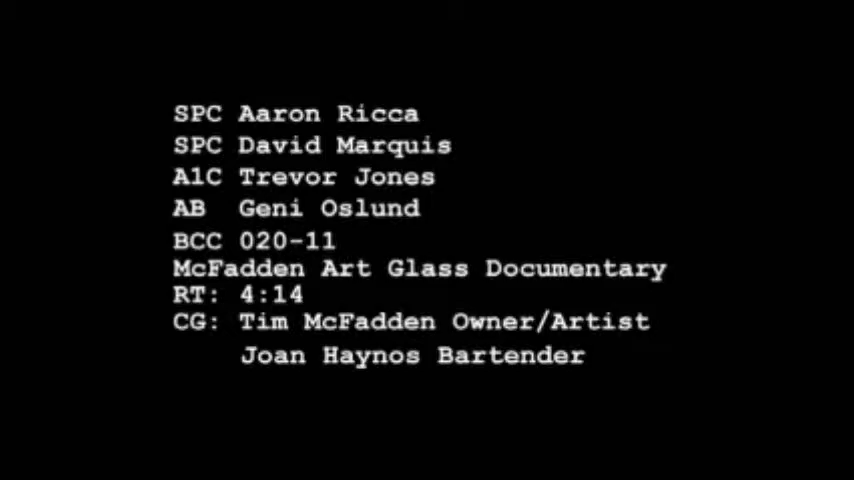 SPC Aaron Ricca
SPC David Marquis
A1C Trevor Jones
AB  Geni Oslund
BCC 020-11
McFadden Art Glass Documentary
RT: 4:14
CG: Tim McFadden Owner/Artist
Joan Haynos Bartender